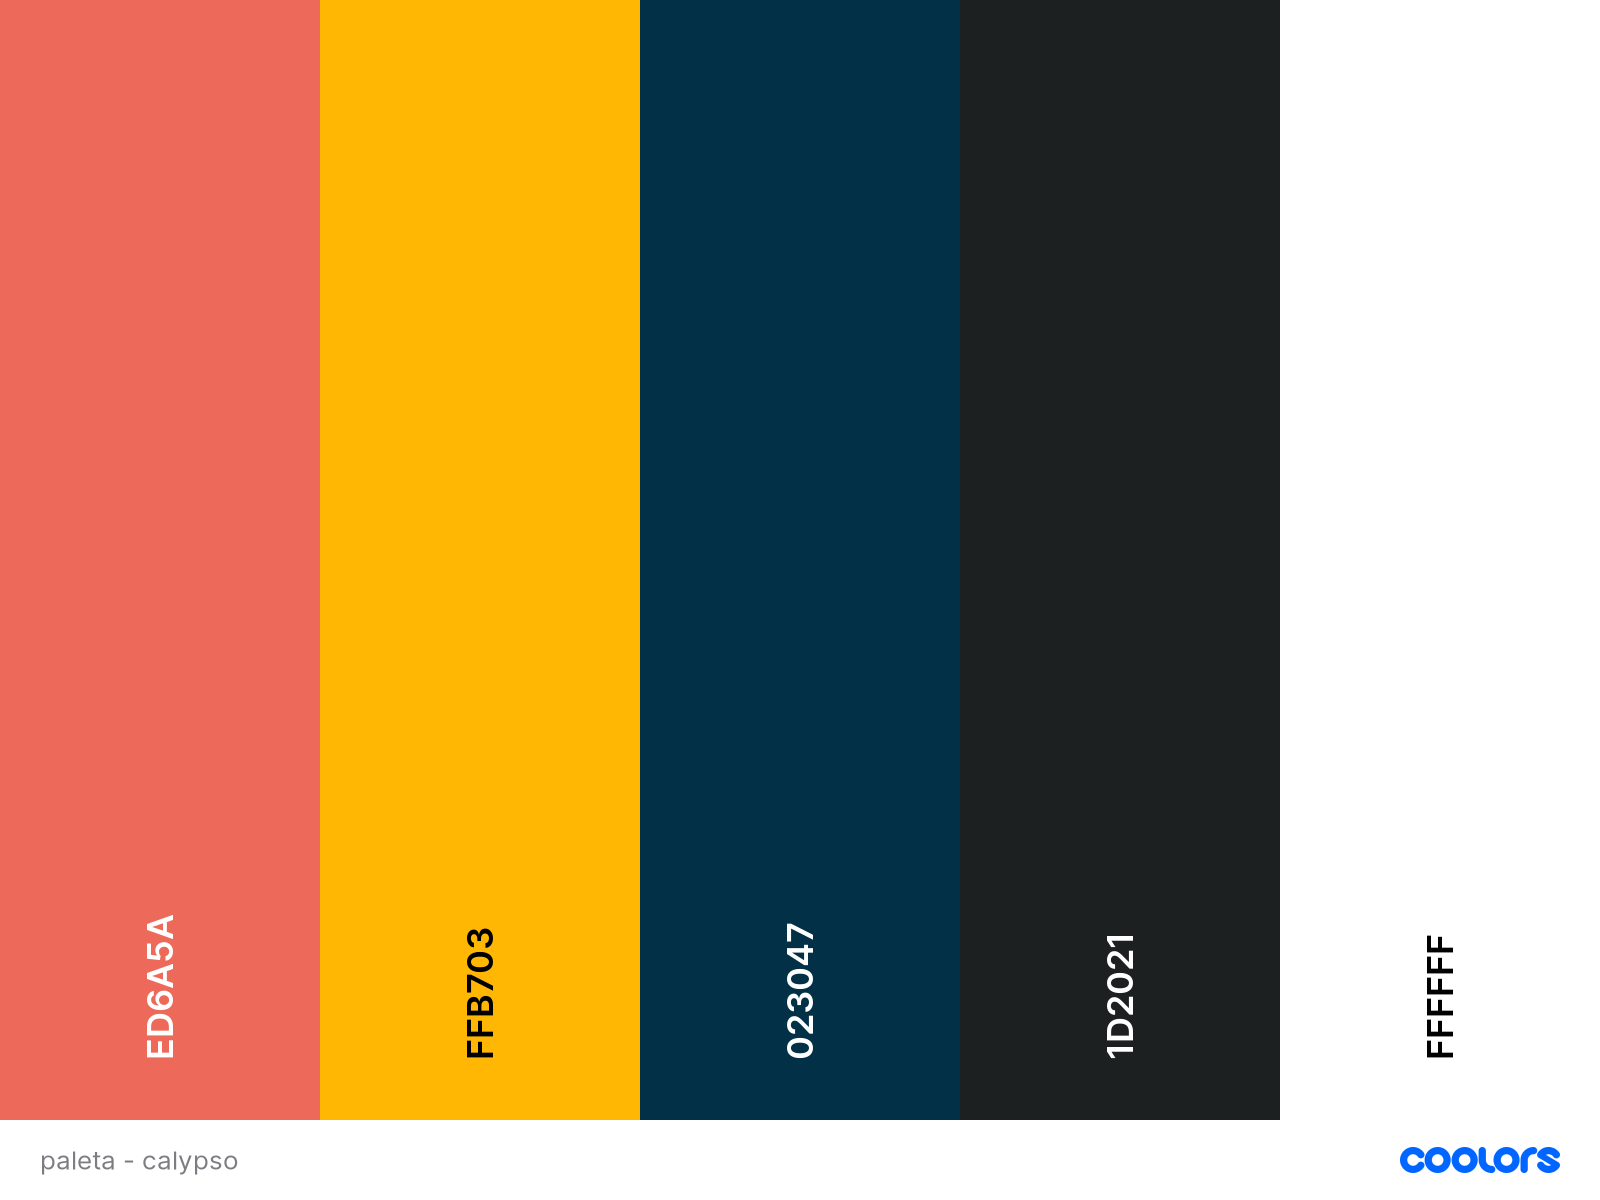 ED6A5A
FFB703
023047
1D2021
FFFFFF
paleta - calypso
coolors